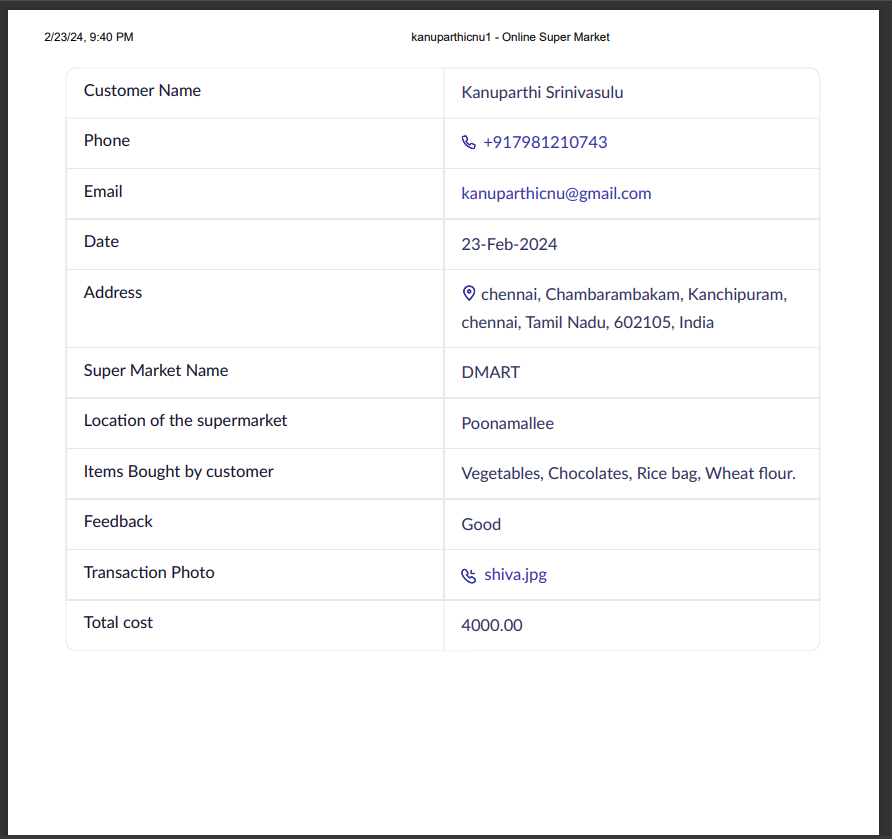 2/23/24, 9:40 PM kanuparthicnu1 - Online Super Market
Customer Name Kanuparthi Srinivasulu
Phone +917981210743
Email kanuparthicnu@gmail.com
Date 23-Feb-2024
Address chennai, Chambarambakam, Kanchipuram,
chennai, Tamil Nadu, 602105, India
Super Market Name DMART
Location of the supermarket Poonamallee
Items Bought by customer Vegetables, Chocolates, Rice bag, Wheat flour.
Feedback Good
Transaction Photo shiva.jpg
Total cost 4000.00